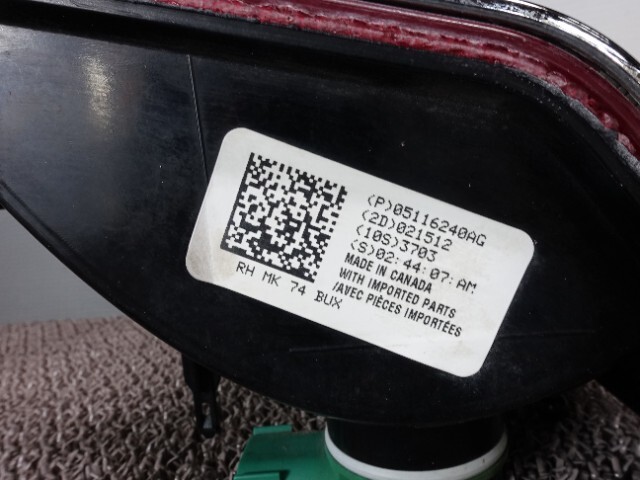 (P)05116240AG
(2D)021512
(10S)3703
(S)02:44:07:AM
MADE IN CANADA
WITH IMPORTED PARTS
/AVEC PIÈCES IMPORTÉES
RH MK 74 BUX